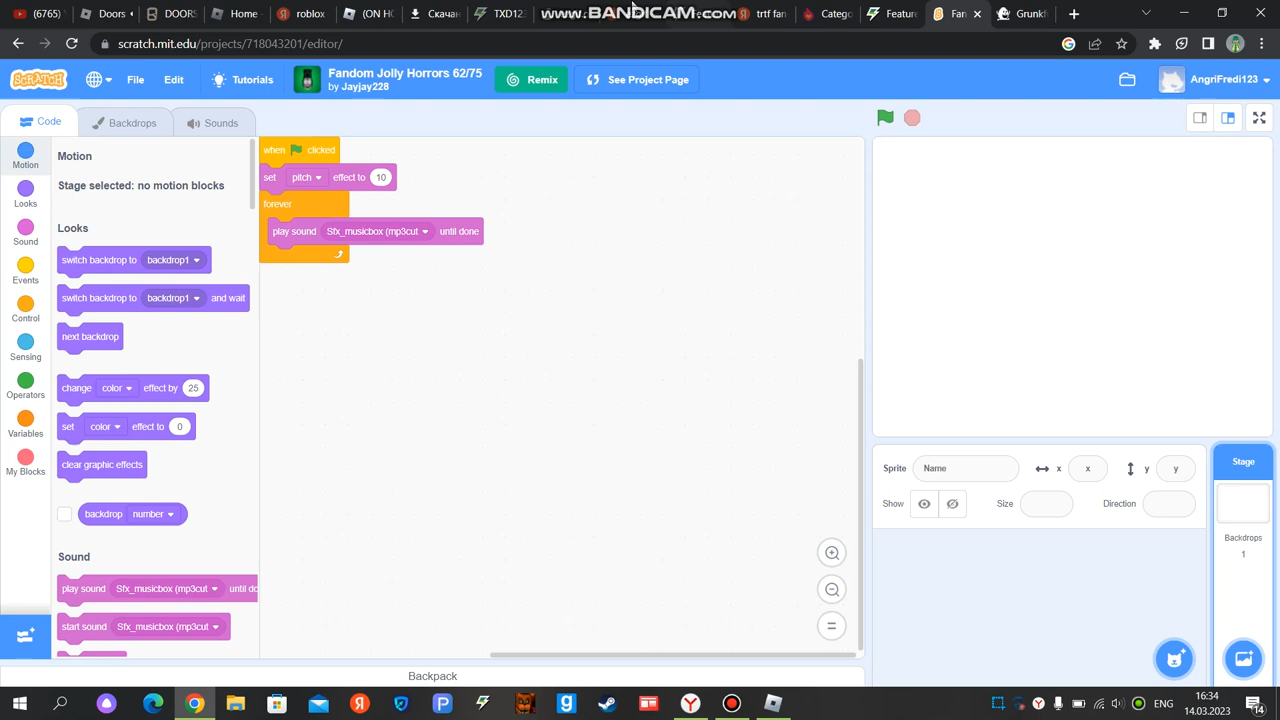 (6765)
Doors
DOORS
Home
roblox
(ON H
Скачан
TXD12
www.BANDICAM.com
trtf fan
Catego
Feature
Fan
Grunkf
scratch.mit.edu/projects/718043201/editor/
SCRATCH
File
Edit
Tutorials
Fandom Jolly Horrors 62/75
by Jayjay228
Remix
See Project Page
AngriFredi123
Code
Backdrops
Sounds
Motion
Looks
Sound
Events
Control
Sensing
Operators
Variables
My Blocks
Motion
Stage selected: no motion blocks
Looks
switch backdrop to backdrop1
switch backdrop to backdrop1 and wait
next backdrop
change color effect by 25
set color effect to 0
clear graphic effects
backdrop number
Sound
play sound Sfx_musicbox (mp3cut until do
start sound Sfx_musicbox (mp3cut
when clicked
set pitch effect to 10
forever
play sound Sfx_musicbox (mp3cut until done
Backpack
Sprite Name x x y y
Show Size Direction
Stage
Backdrops
1
16:34
ENG
14.03.2023
14